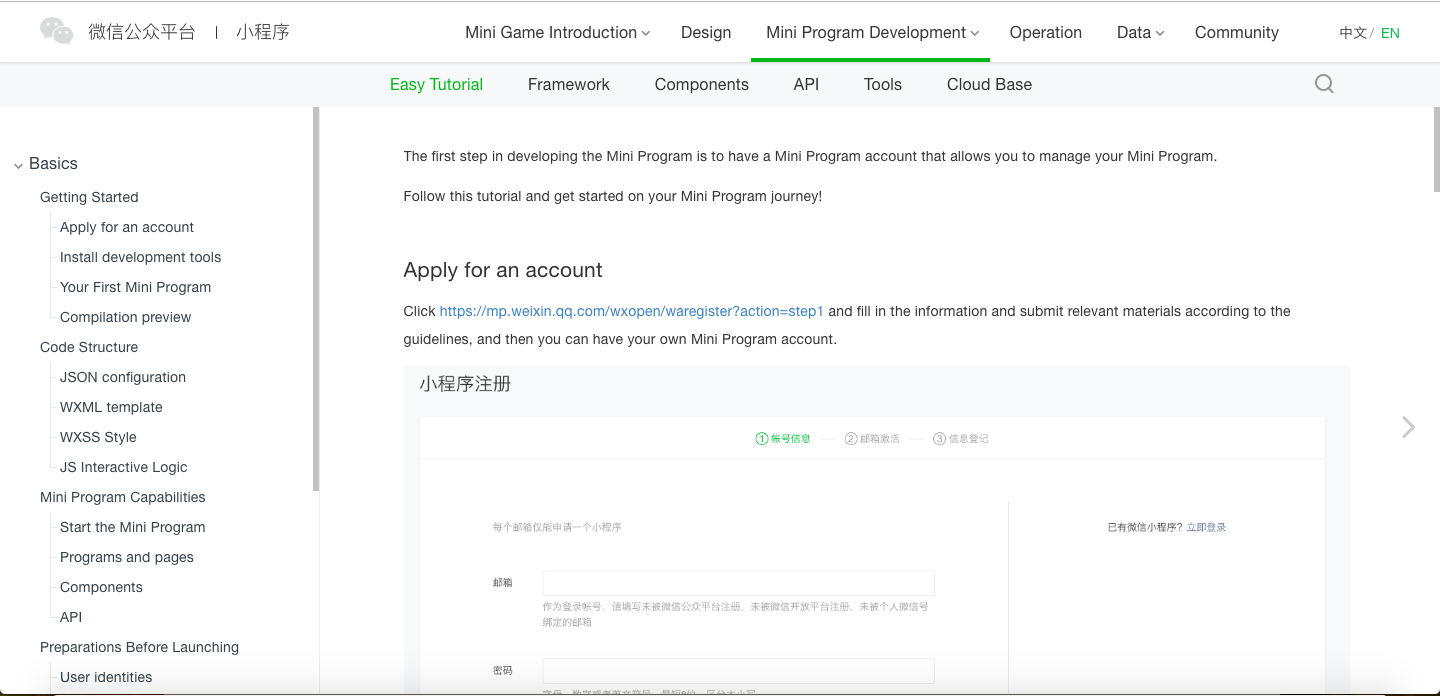 微信公众平台 | 小程序
Mini Game Introduction
Design
Mini Program Development
Operation
Data
Community
中文/ EN
Easy Tutorial
Framework
Components
API
Tools
Cloud Base
Basics
Getting Started
Apply for an account
Install development tools
Your First Mini Program
Compilation preview
Code Structure
JSON configuration
WXML template
WXSS Style
JS Interactive Logic
Mini Program Capabilities
Start the Mini Program
Programs and pages
Components
API
Preparations Before Launching
User identities
The first step in developing the Mini Program is to have a Mini Program account that allows you to manage your Mini Program.
Follow this tutorial and get started on your Mini Program journey!
Apply for an account
Click https://mp.weixin.qq.com/wxopen/waregister?action=step1 and fill in the information and submit relevant materials according to the
guidelines, and then you can have your own Mini Program account.
小程序注册
① 帐号信息
② 邮箱激活
③ 信息登记
每个邮箱仅能申请一个小程序
已有微信小程序？立即登录
邮箱
作为登录帐号，请填写未被微信公众平台注册，未被微信开放平台注册，未被个人微信号
绑定的邮箱
密码